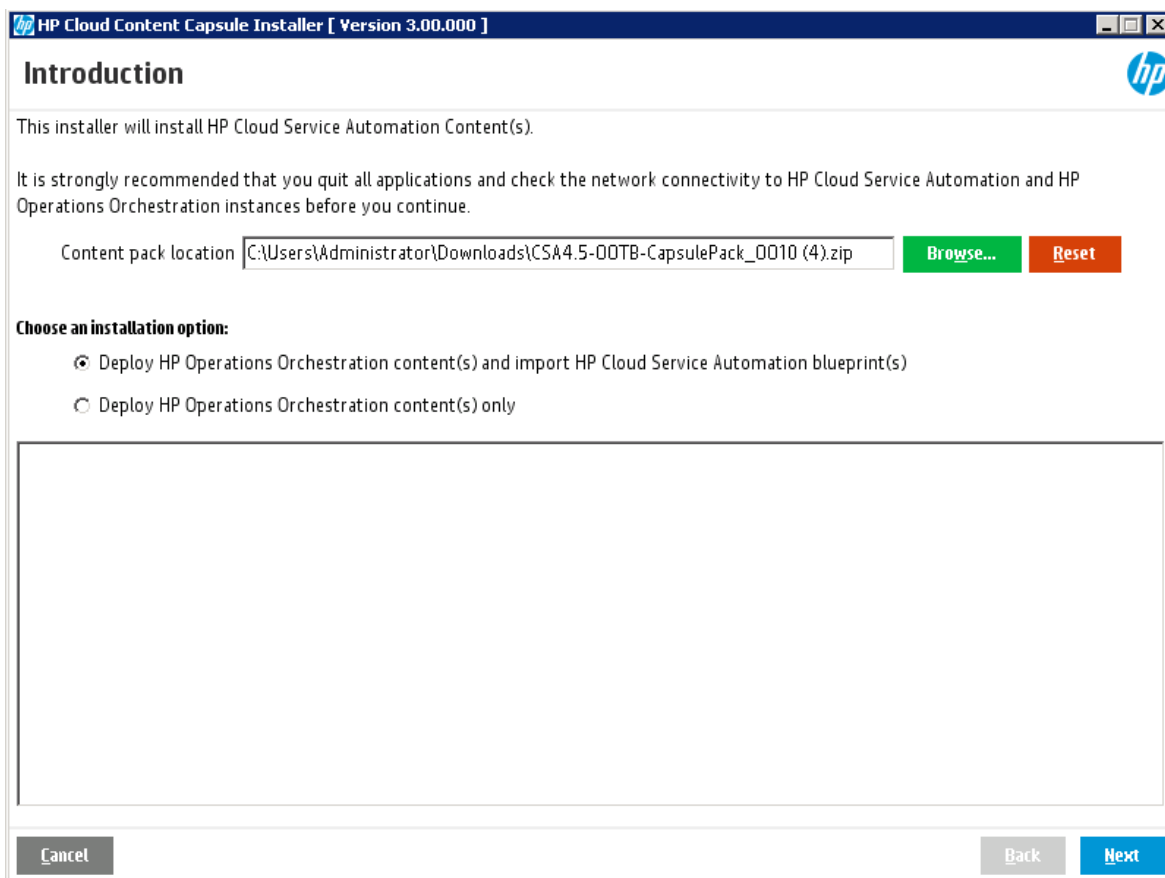 HP Cloud Content Capsule Installer [ Version 3.00.000 ]
Introduction
hp
This installer will install HP Cloud Service Automation Content(s).
It is strongly recommended that you quit all applications and check the network connectivity to HP Cloud Service Automation and HP
Operations Orchestration instances before you continue.
Content pack location C:\Users\Administrator\Downloads\CSA4.5-OOTB-CapsulePack_OO10 (4).zip Browse... Reset
Choose an installation option:
Deploy HP Operations Orchestration content(s) and import HP Cloud Service Automation blueprint(s)
Deploy HP Operations Orchestration content(s) only
Cancel Back Next